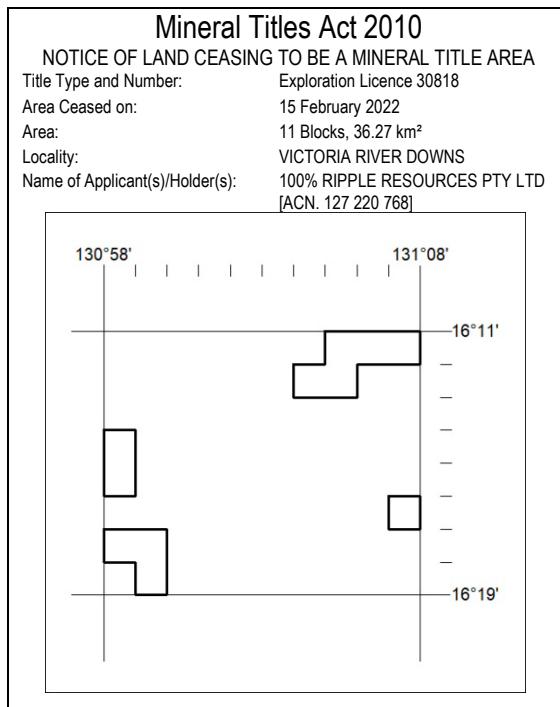 Mineral Titles Act 2010
NOTICE OF LAND CEASING TO BE A MINERAL TITLE AREA
Title Type and Number: Exploration Licence 30818
Area Ceased on: 15 February 2022
Area: 11 Blocks, 36.27 km²
Locality: VICTORIA RIVER DOWNS
Name of Applicant(s)/Holder(s): 100% RIPPLE RESOURCES PTY LTD
[ACN. 127 220 768]
130°58' 131°08'
16°11'
16°19'